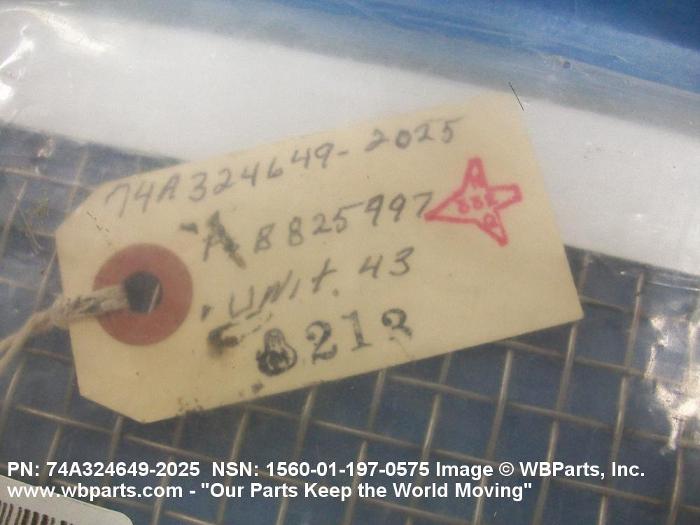 74A324649-2025
8825997
UNIT. 43
213
PN: 74A324649-2025 NSN: 1560-01-197-0575 Image © WBParts, Inc.
www.wbparts.com - "Our Parts Keep the World Moving"